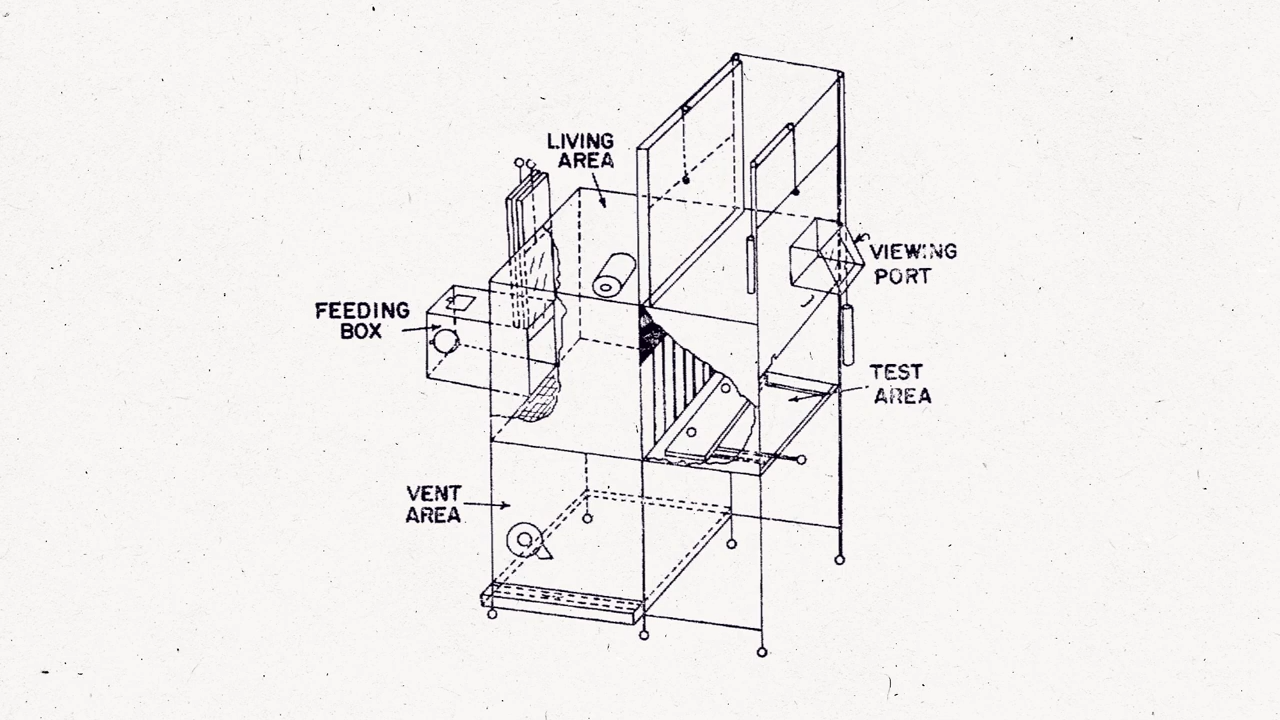 LIVING
AREA
VIEWING
PORT
FEEDING
BOX
TEST
AREA
VENT
AREA